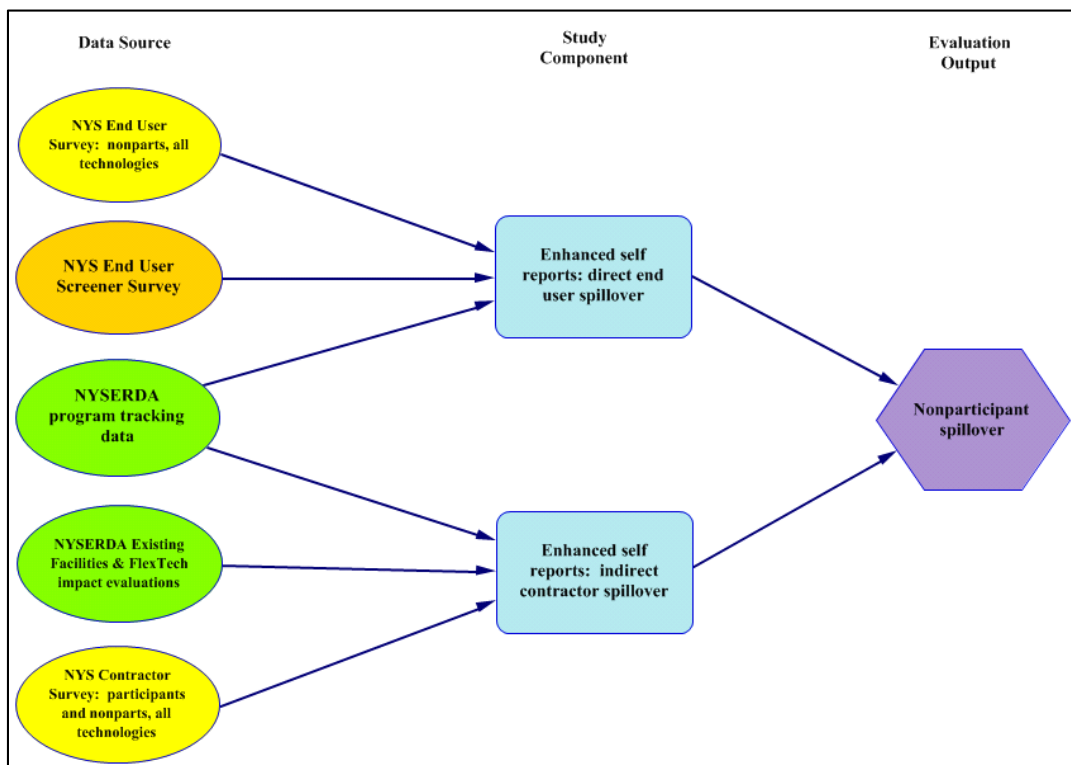 Data Source
Study
Component
Evaluation
Output
NYS End User
Survey:  nonparts, all
technologies
NYS End User
Screener Survey
NYSERDA
program tracking
data
NYSERDA Existing
Facilities & FlexTech
impact evaluations
NYS Contractor
Survey:  participants
and nonparts, all
technologies
Enhanced self
reports: direct end
user spillover
Enhanced self
reports:  indirect
contractor spillover
Nonparticipant
spillover